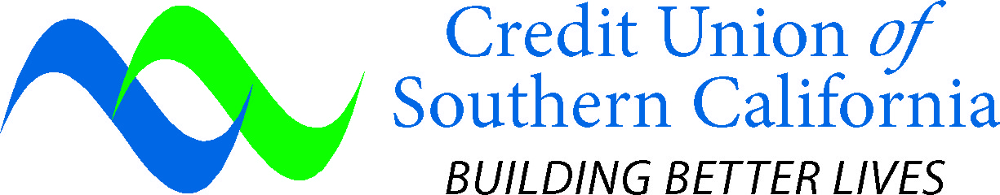 Credit Union of
Southern California
BUILDING BETTER LIVES